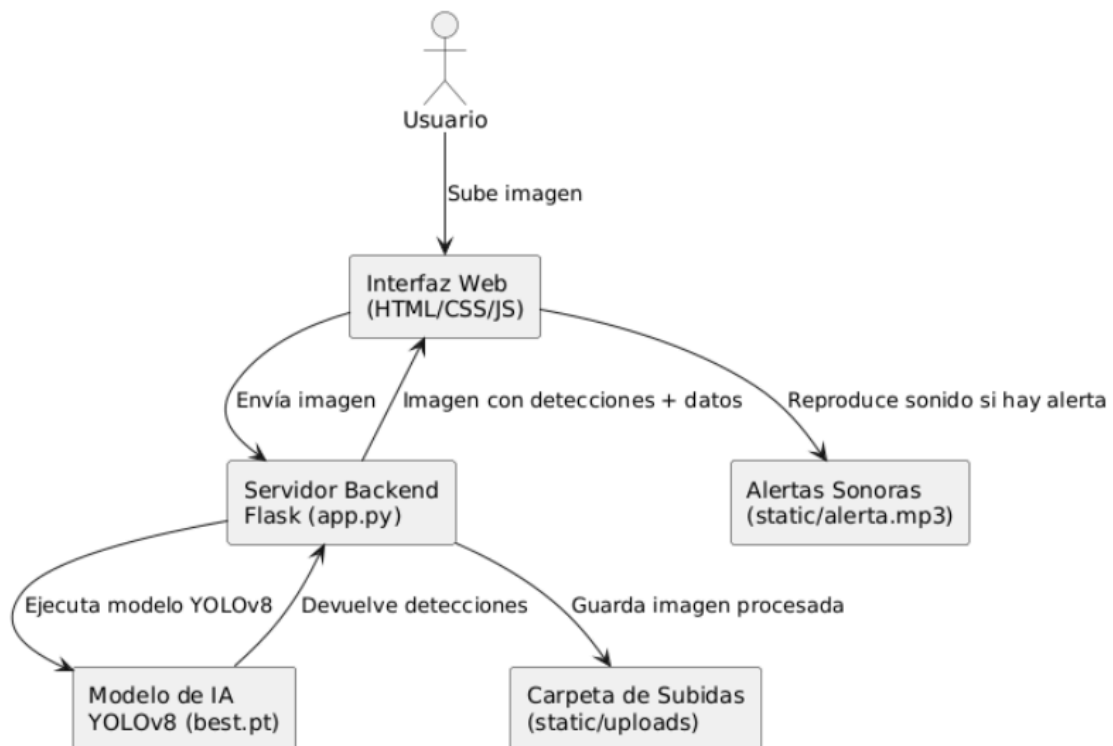 Usuario
Sube imagen
Interfaz Web
(HTML/CSS/JS)
Envía imagen
Imagen con detecciones + datos
Reproduce sonido si hay alerta
Servidor Backend
Flask (app.py)
Alertas Sonoras
(static/alerta.mp3)
Ejecuta modelo YOLOv8
Devuelve detecciones
Guarda imagen procesada
Modelo de IA
YOLOv8 (best.pt)
Carpeta de Subidas
(static/uploads)